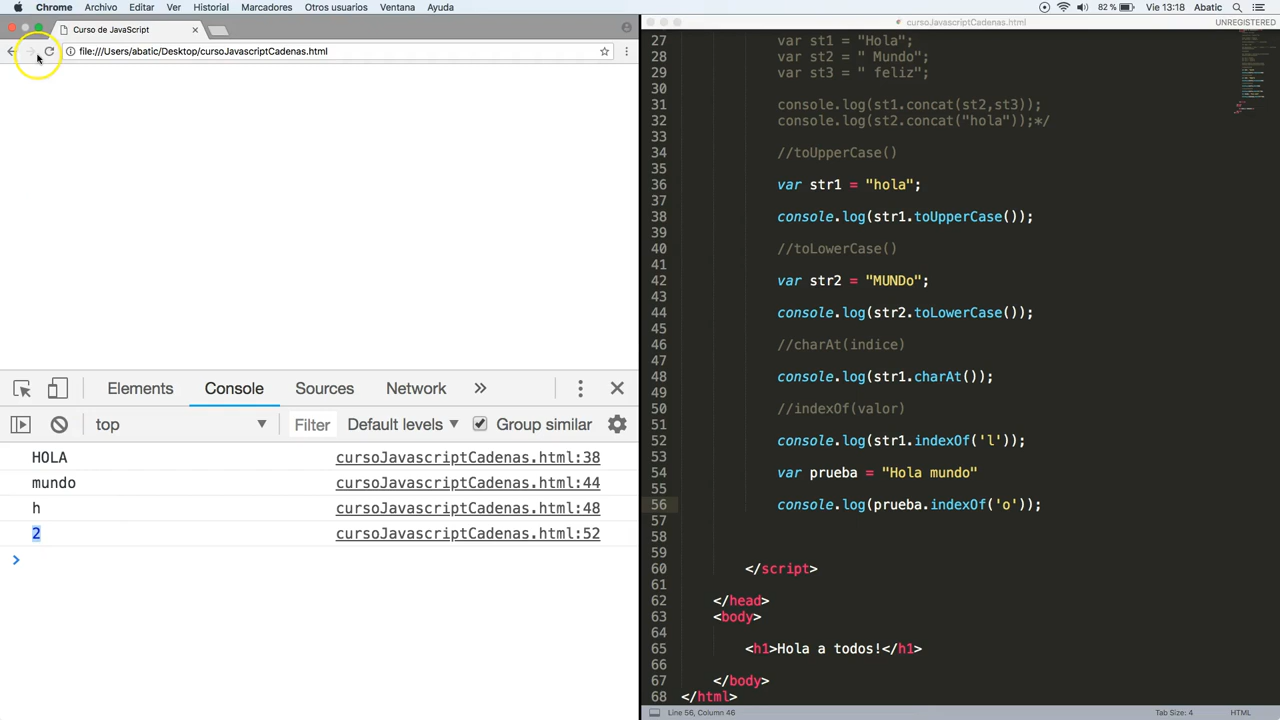 Chrome Archivo Editar Ver Historial Marcadores Otros usuarios Ventana Ayuda
82 % Vie 13:18 Abatic
Curso de JavaScript
file:///Users/abatic/Desktop/cursoJavascriptCadenas.html
Elements Console Sources Network »
top Filter Default levels Group similar
HOLA cursoJavascriptCadenas.html:38
mundo cursoJavascriptCadenas.html:44
h cursoJavascriptCadenas.html:48
2 cursoJavascriptCadenas.html:52
>
cursoJavascriptCadenas.html UNREGISTERED
27 var st1 = "Hola";
28 var st2 = " Mundo";
29 var st3 = " feliz";
30
31 console.log(st1.concat(st2,st3));
32 console.log(st2.concat("hola"));*/
33
34 //toUpperCase()
35
36 var str1 = "hola";
37
38 console.log(str1.toUpperCase());
39
40 //toLowerCase()
41
42 var str2 = "MUNDo";
43
44 console.log(str2.toLowerCase());
45
46 //charAt(indice)
47
48 console.log(str1.charAt());
49
50 //indexOf(valor)
51
52 console.log(str1.indexOf('l'));
53
54 var prueba = "Hola mundo"
55
56 console.log(prueba.indexOf('o'));
57
58
59
60 </script>
61
62 </head>
63 <body>
64
65 <h1>Hola a todos!</h1>
66
67 </body>
68 </html>
Line 56, Column 46 Tab Size: 4 HTML